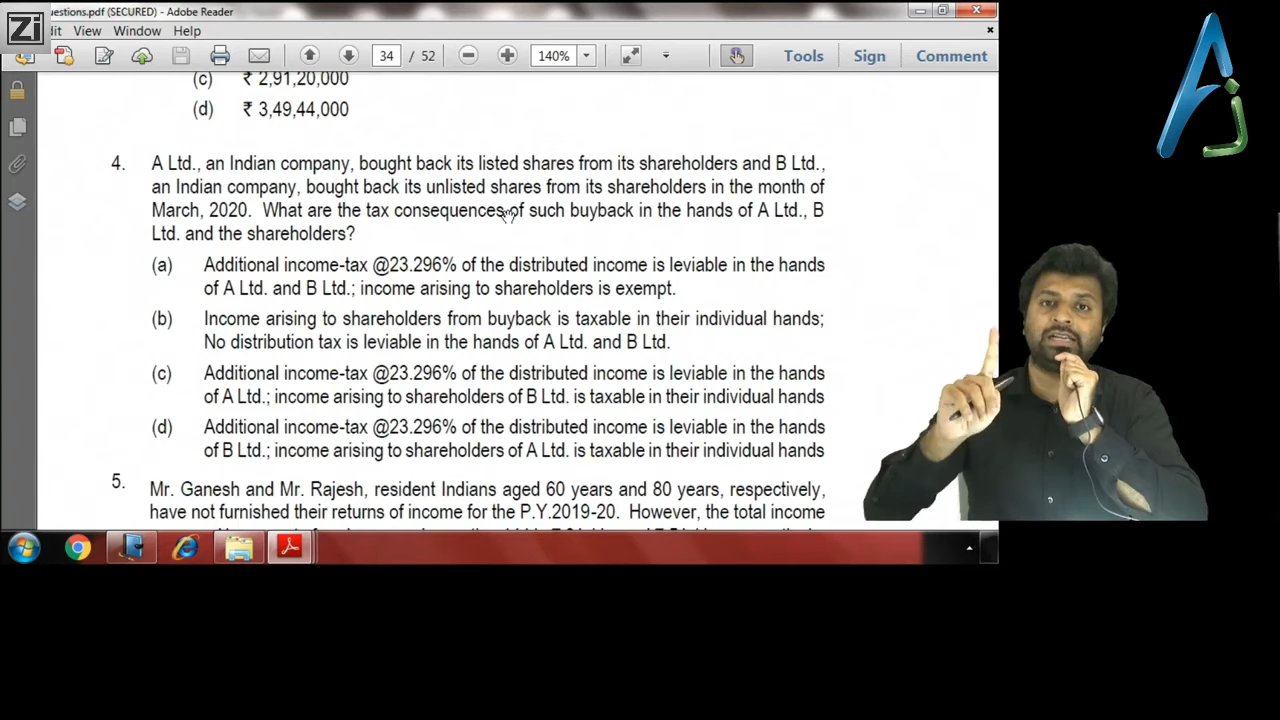 Zi
estions.pdf (SECURED) - Adobe Reader
dit View Window Help
34 / 52 140% Tools Sign Comment
(c) ₹ 2,91,20,000
(d) ₹ 3,49,44,000
4. A Ltd., an Indian company, bought back its listed shares from its shareholders and B Ltd.,
an Indian company, bought back its unlisted shares from its shareholders in the month of
March, 2020. What are the tax consequences of such buyback in the hands of A Ltd., B
Ltd. and the shareholders?
(a) Additional income-tax @23.296% of the distributed income is leviable in the hands
of A Ltd. and B Ltd.; income arising to shareholders is exempt.
(b) Income arising to shareholders from buyback is taxable in their individual hands;
No distribution tax is leviable in the hands of A Ltd. and B Ltd.
(c) Additional income-tax @23.296% of the distributed income is leviable in the hands
of A Ltd.; income arising to shareholders of B Ltd. is taxable in their individual hands
(d) Additional income-tax @23.296% of the distributed income is leviable in the hands
of B Ltd.; income arising to shareholders of A Ltd. is taxable in their individual hands
5. Mr. Ganesh and Mr. Rajesh, resident Indians aged 60 years and 80 years, respectively,
have not furnished their returns of income for the P.Y.2019-20. However, the total income